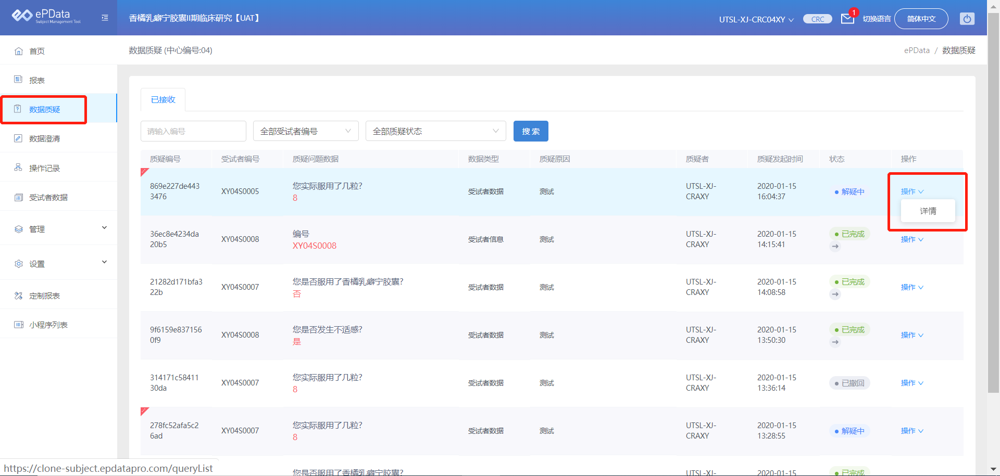 ePData
Subject Management Tool
香橘乳癖宁胶囊II期临床研究【UAT】
UTSL-XJ-CRC04XY
CRC
1
切换语言
简体中文
首页
报表
数据质疑
数据澄清
操作记录
受试者数据
管理
设置
定制报表
小程序列表
数据质疑 (中心编号:04)
ePData / 数据质疑
已接收
请输入编号
全部受试者编号
全部质疑状态
搜 索
质疑编号 受试者编号 质疑问题数据 数据类型 质疑原因 质疑者 质疑发起时间 状态 操作
869e227de443
3476
XY04S0005
您实际服用了几粒?
8
受试者数据
测试
UTSL-XJ-
CRAXY
2020-01-15
16:04:37
解疑中
操作
详情
36ec8e4234da
20b5
XY04S0008
编号
XY04S0008
受试者信息
测试
UTSL-XJ-
CRAXY
2020-01-15
14:15:41
已完成
操作
21282d171bfa3
22b
XY04S0007
您是否服用了香橘乳癖宁胶囊?
否
受试者数据
测试
UTSL-XJ-
CRAXY
2020-01-15
14:08:58
已完成
操作
9f6159e837156
0f9
XY04S0008
您是否发生不适感?
是
受试者数据
测试
UTSL-XJ-
CRAXY
2020-01-15
13:50:30
已完成
操作
314171c58411
30da
XY04S0007
您实际服用了几粒?
8
受试者数据
测试
UTSL-XJ-
CRAXY
2020-01-15
13:36:14
已撤回
操作
278fc52afa5c2
6ad
XY04S0007
您实际服用了几粒?
8
受试者数据
测试
UTSL-XJ-
CRAXY
2020-01-15
13:28:55
解疑中
操作
您是否服用了香橘乳癖宁胶囊?
UTSL-XJ-
2020-01-15
已完成
https://clone-subject.epdatapro.com/queryList